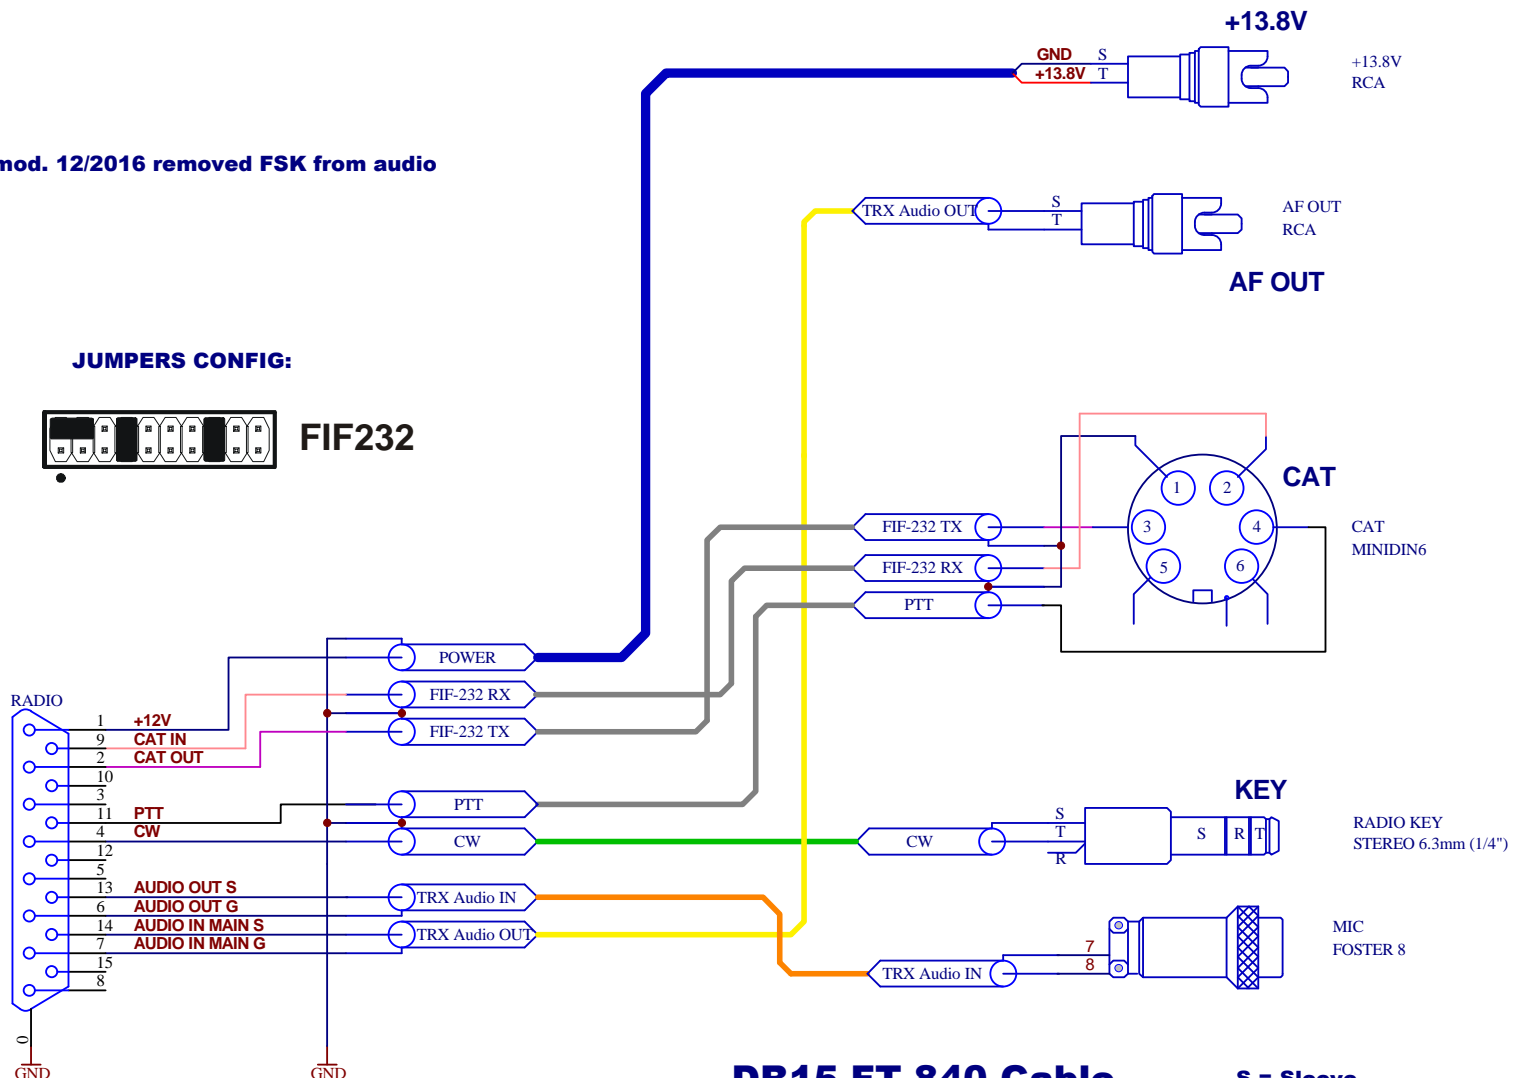 +13.8V
GND S
+13.8V T
+13.8V
RCA
mod. 12/2016 removed FSK from audio
TRX Audio OUT
S
T
AF OUT
RCA
AF OUT
JUMPERS CONFIG:
FIF232
CAT
1 2
3 4
5 6
CAT
MINIDIN6
FIF-232 TX
FIF-232 RX
PTT
POWER
FIF-232 RX
FIF-232 TX
PTT
CW
TRX Audio IN
TRX Audio OUT
RADIO
1 +12V
9 CAT IN
2 CAT OUT
10
3
11 PTT
4 CW
12
5
13 AUDIO OUT S
6 AUDIO OUT G
14 AUDIO IN MAIN S
7 AUDIO IN MAIN G
15
8
0
GND
GND
KEY
CW
S
T
R
S R T
RADIO KEY
STEREO 6.3mm (1/4")
TRX Audio IN
7
8
MIC
FOSTER 8
DB15 FT-840 Cable
S = Sleeve